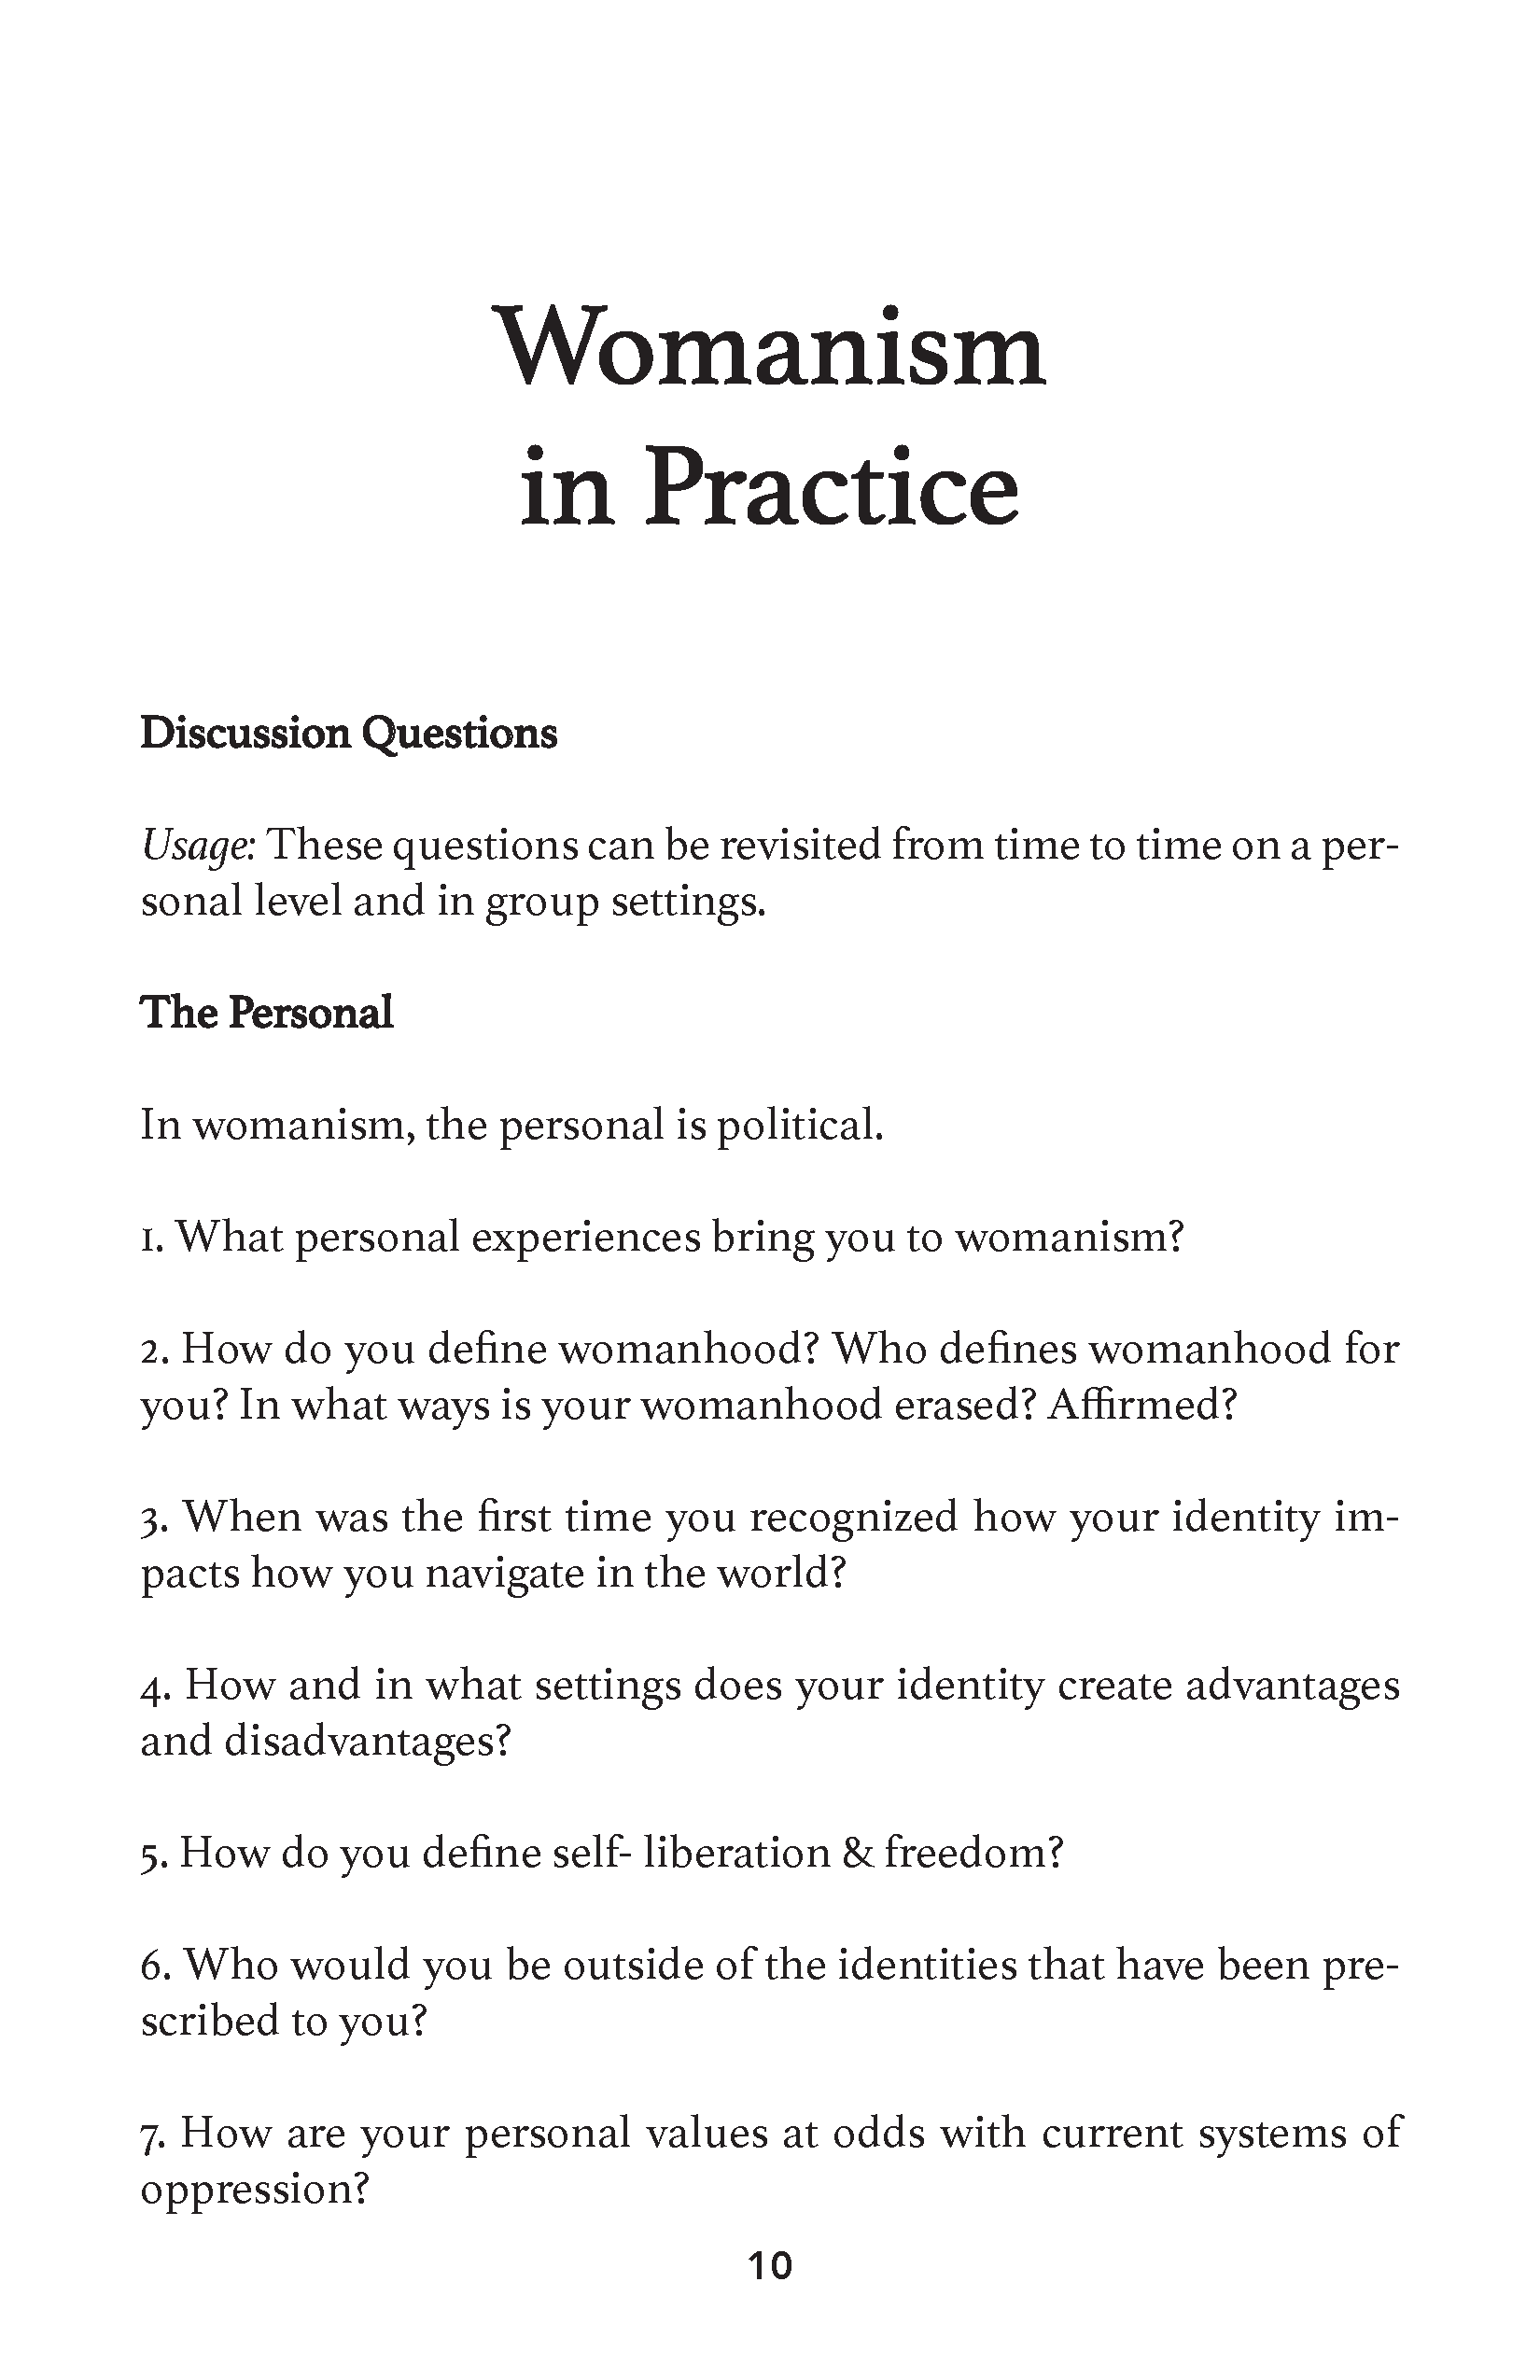 Womanism
in Practice
Discussion Questions
Usage: These questions can be revisited from time to time on a per-
sonal level and in group settings.
The Personal
In womanism, the personal is political.
1. What personal experiences bring you to womanism?
2. How do you define womanhood? Who defines womanhood for
you? In what ways is your womanhood erased? Affirmed?
3. When was the first time you recognized how your identity im-
pacts how you navigate in the world?
4. How and in what settings does your identity create advantages
and disadvantages?
5. How do you define self- liberation & freedom?
6. Who would you be outside of the identities that have been pre-
scribed to you?
7. How are your personal values at odds with current systems of
oppression?
10